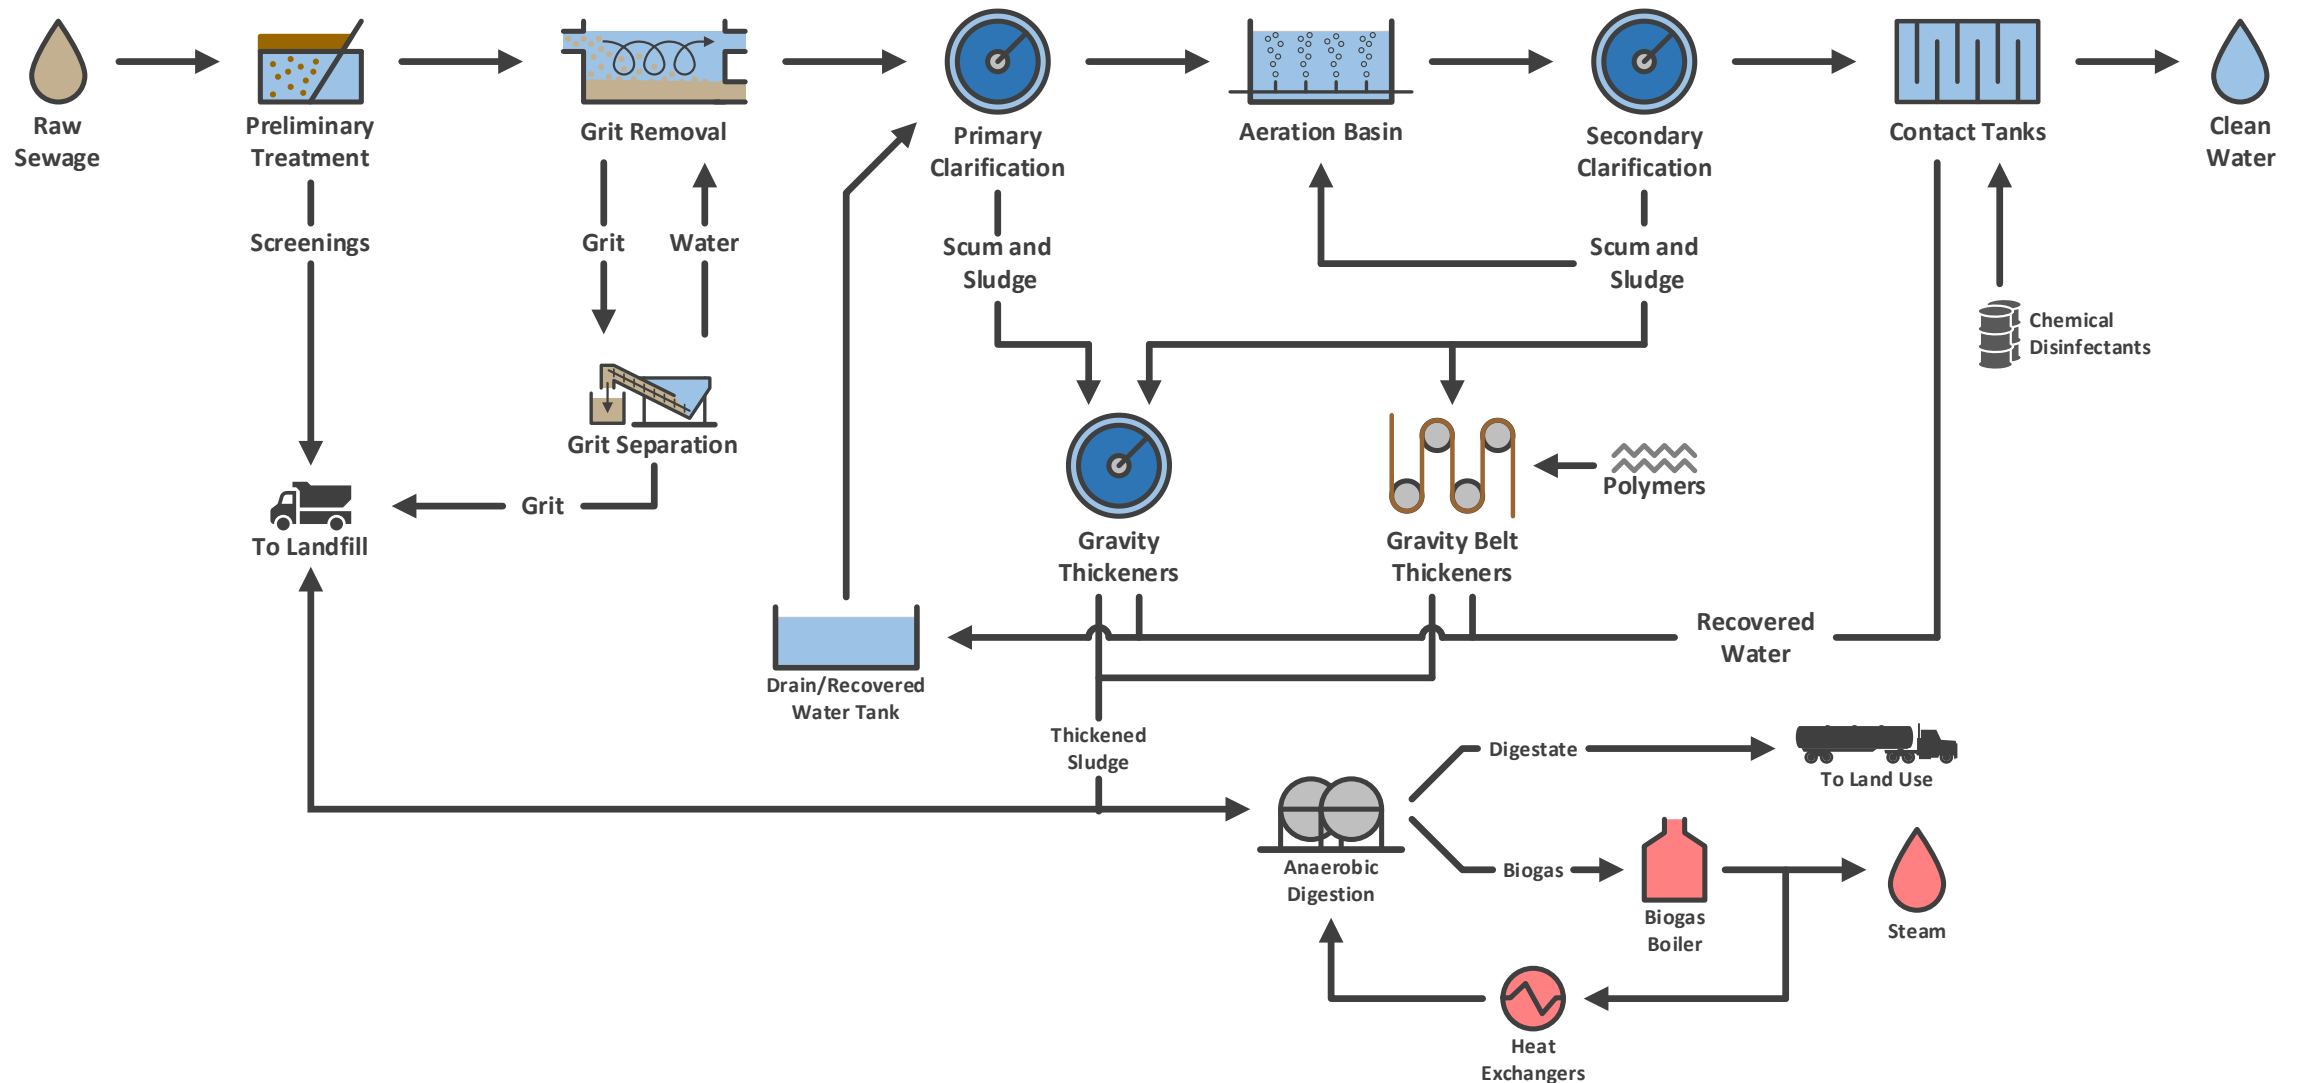 Raw
Sewage
Preliminary
Treatment
Grit Removal
Primary
Clarification
Aeration Basin
Secondary
Clarification
Contact Tanks
Clean
Water
Screenings
Grit
Water
Scum and
Sludge
Scum and
Sludge
Chemical
Disinfectants
Grit Separation
Grit
To Landfill
Polymers
Gravity
Thickeners
Gravity Belt
Thickeners
Recovered
Water
Drain/Recovered
Water Tank
Thickened
Sludge
Digestate
To Land Use
Anaerobic
Digestion
Biogas
Biogas
Boiler
Steam
Heat
Exchangers